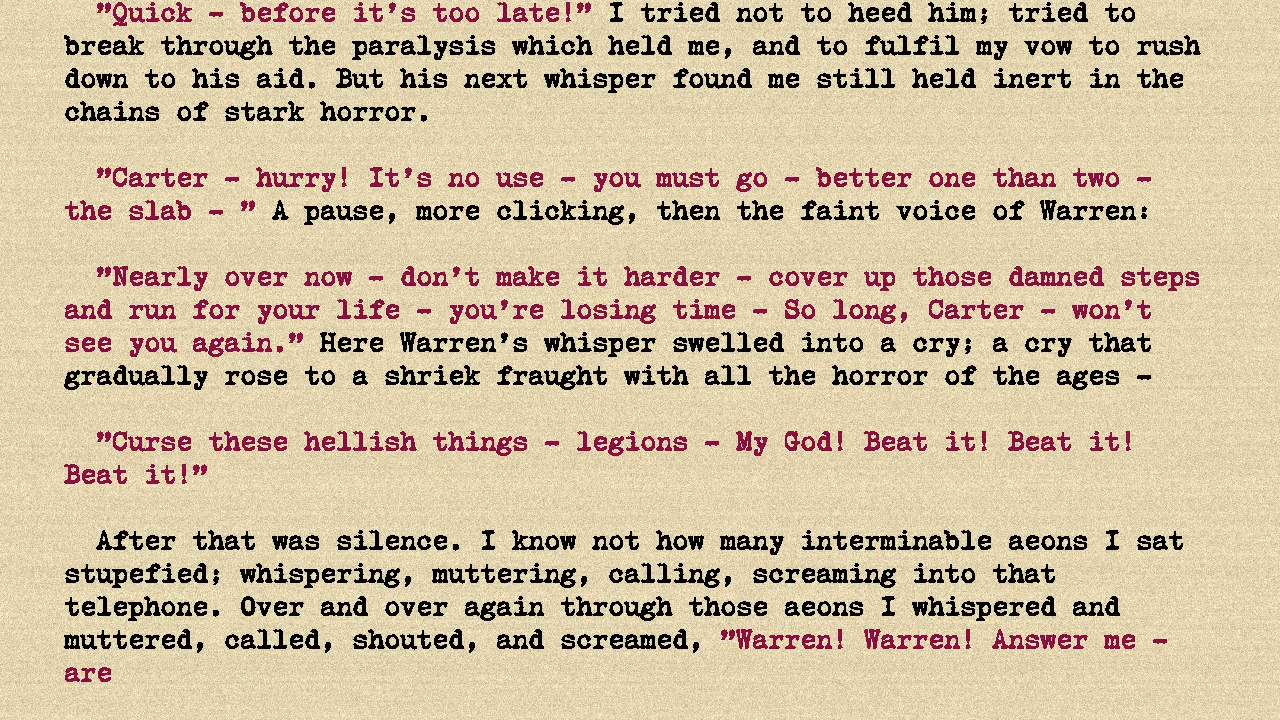 ”Quick – before it’s too late!” I tried not to heed him; tried to
break through the paralysis which held me, and to fulfil my vow to rush
down to his aid. But his next whisper found me still held inert in the
chains of stark horror.
”Carter – hurry! It’s no use – you must go – better one than two –
the slab – ” A pause, more clicking, then the faint voice of Warren:
”Nearly over now – don’t make it harder – cover up those damned steps
and run for your life – you’re losing time – So long, Carter – won’t
see you again.” Here Warren’s whisper swelled into a cry; a cry that
gradually rose to a shriek fraught with all the horror of the ages –
”Curse these hellish things – legions – My God! Beat it! Beat it!
Beat it!”
After that was silence. I know not how many interminable aeons I sat
stupefied; whispering, muttering, calling, screaming into that
telephone. Over and over again through those aeons I whispered and
muttered, called, shouted, and screamed, ”Warren! Warren! Answer me –
are